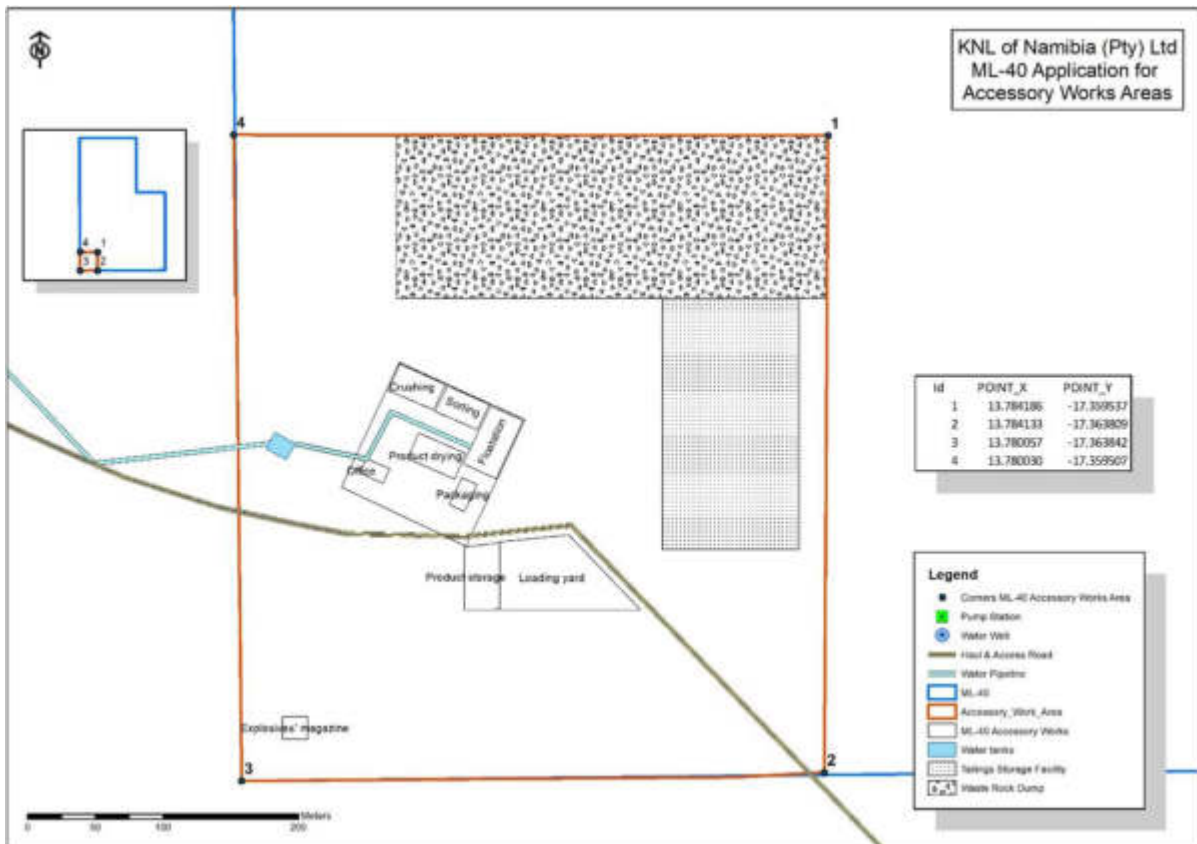 N
KNL of Namibia (Pty) Ltd
ML-40 Application for
Accessory Works Areas
4
1
4 1
3 2
Crushing
Sorting
Floatation
Product drying
Office
Packaging
Product storage
Loading yard
Explosives' magazine
3
2
Id POINT_X POINT_Y
1 13.784186 -17.359537
2 13.784133 -17.363809
3 13.780057 -17.363842
4 13.780030 -17.359507
Legend
Corners ML-40 Accessory Works Area
Pump Station
Water Well
Haul & Access Road
Water Pipeline
ML-40
Accessory_Work_Area
ML-40 Accessory Works
Water tanks
Tailings Storage Facility
Waste Rock Dump
Meters
0 50 100 200